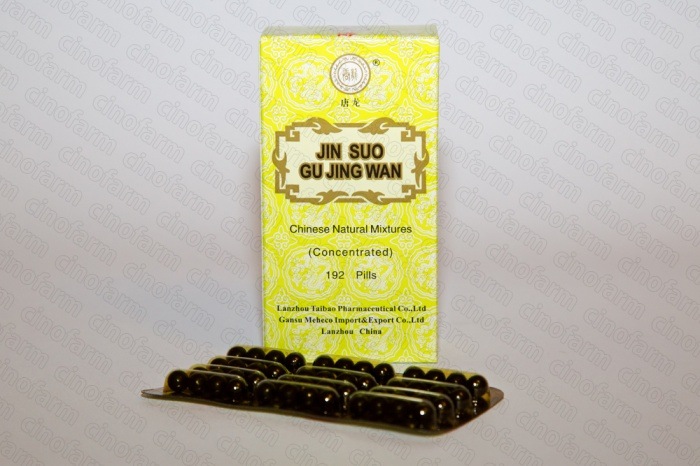 ®
唐龙
JIN SUO
GU JING WAN
Chinese Natural Mixtures
(Concentrated)
192 Pills
Lanzhou Taibao Pharmaceutical Co.,Ltd
Gansu Meheco Import&Export Co.,Ltd
Lanzhou China
cinofarm